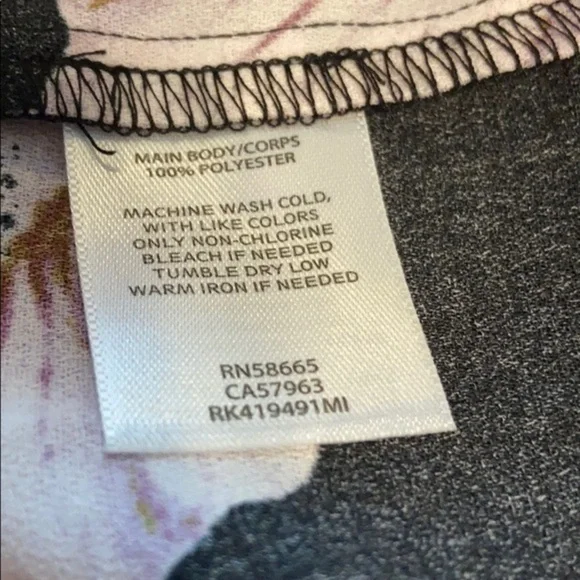 MAIN BODY/CORPS
100% POLYESTER
MACHINE WASH COLD,
WITH LIKE COLORS
ONLY NON-CHLORINE
BLEACH IF NEEDED
TUMBLE DRY LOW
WARM IRON IF NEEDED
RN58665
CA57963
RK419491MI